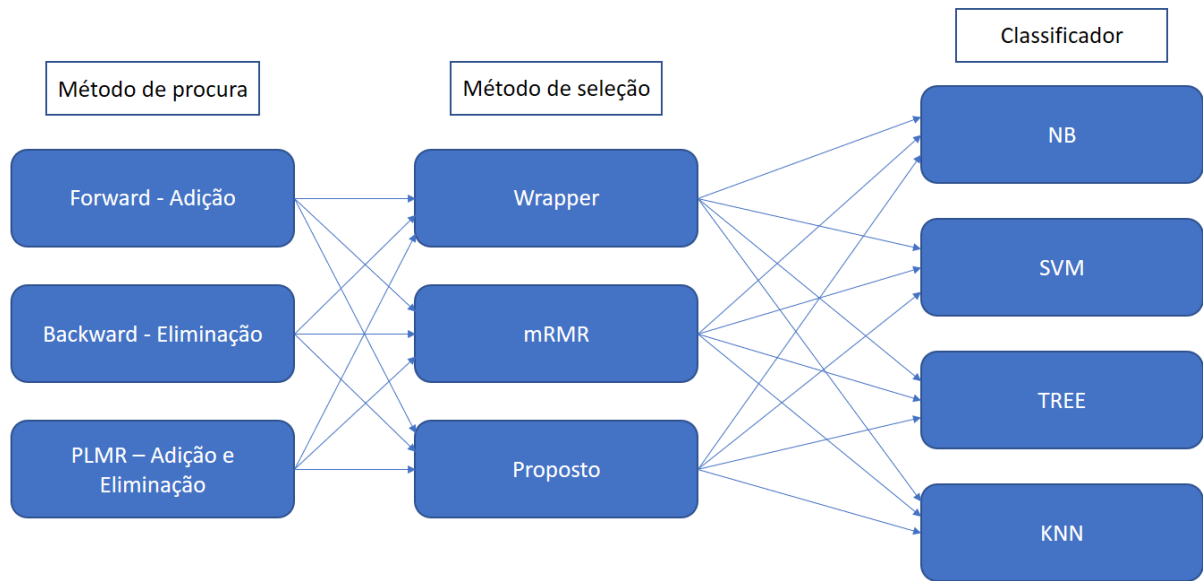 Método de procura
Forward - Adição
Backward - Eliminação
PLMR – Adição e
Eliminação
Método de seleção
Wrapper
mRMR
Proposto
Classificador
NB
SVM
TREE
KNN